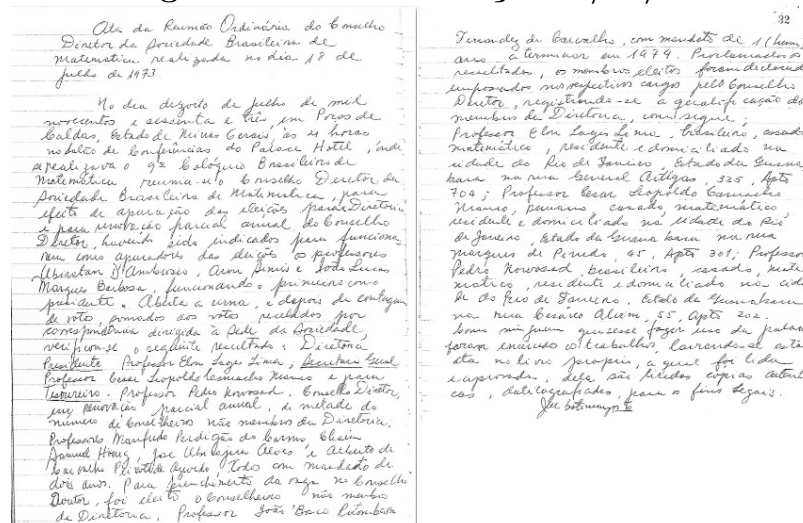 Ata da Reunião Ordinária do Conselho
Diretor da Sociedade Brasileira de
Matemática realizada no dia 18 de
julho de 1973
No dia dezoito de julho de mil
novecentos e sessenta e três, em Poços de
Caldas, Estado de Minas Gerais, às 21 horas
no Salão de Conferências do Palace Hotel, onde
se realizava o 9º Colóquio Brasileiro de
Matemática reuniu-se o Conselho Diretor da
Sociedade Brasileira de Matemática, para
efeito de apuração das eleições para Diretoria
e para renovação parcial anual do Conselho
Diretor, havendo sido indicados para funciona-
rem como apuradores das eleições os professores
Ubiratan D'Ambrosio, Aron Simis e João Lucas
Marques Barbosa, funcionando o primeiro como
presidente. Aberta a urna, e depois de contagem
de voto, somados aos voto recebidos por
correspondência dirigida à Sede da Sociedade,
verificou-se o seguinte resultado: Diretoria
Presidente, Professor Elon Lages Lima; Secretário Geral
Professor Cesar Leopoldo Camacho Manco e para
Tesoureiro, Professor Pedro Nowosad. Conselho Diretor,
em renovação parcial anual, de metade do
número de Conselheiros não membros da Diretoria.
Professores Manfredo Perdigão do Carmo, Chaim
Samuel Hönig, José Ubirajara Alves e Alberto de
Carvalho Peixoto de Azevedo, todos com mandato de
dois anos. Para preenchimento da vaga no Conselho
Diretor, foi eleito o Conselheiro não membro
da Diretoria, Professor João Bosco Pitombeira
32
Fernandez de Carvalho, com mandato de 1 (hum)
ano a terminar em 1974. Proclamados os
resultados, os membros eleitos foram declarados
empossados nos respectivos cargos pelo Conselho
Diretor, registrando-se a qualificação dos
membros da Diretoria, como segue;
Professor Elon Lages Lima, brasileiro, casado
matemático, residente e domiciliado na
cidade do Rio de Janeiro, Estado da Guana-
bara na rua General Artigas, 325, Apto
704; Professor Cesar Leopoldo Camacho
Manco, peruano casado, matemático
residente e domiciliado na cidade do Rio
de Janeiro, Estado da Guanabara na rua
Marques de Pinedo, 45, Apto 301; Professor
Pedro Nowosad, brasileiro, casado, mate-
mático, residente e domiciliado na cida-
de do Rio de Janeiro, Estado da Guanabara
na rua Cesário Alvim, 55, Apto 202.
Como ninguem quisesse fazer uso da palavra
foram encerrados os trabalhos, lavrando-se esta
ata no livro próprio, a qual foi lida
e aprovada, dela são tiradas cópias autenti-
cas, datilografadas, para os fins legais.